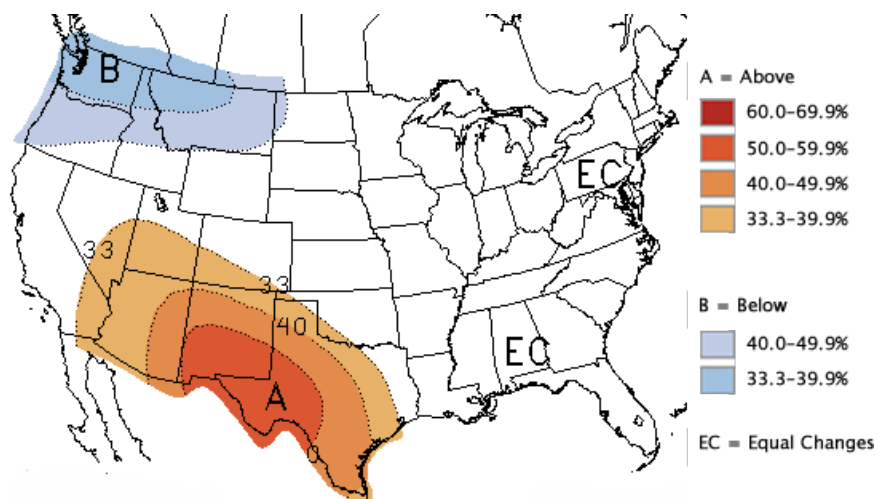 B
A = Above
60.0-69.9%
50.0-59.9%
40.0-49.9%
33.3-39.9%
EC
33
33
40
B = Below
40.0-49.9%
33.3-39.9%
EC
A
0
EC = Equal Changes